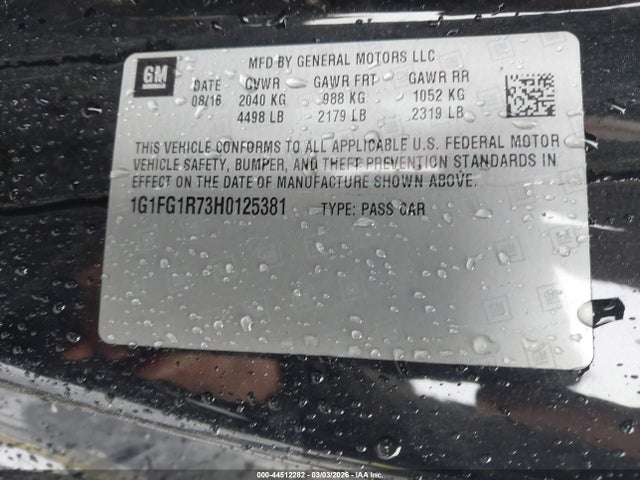 GM
MFD BY GENERAL MOTORS LLC
DATE GVWR GAWR FRT GAWR RR
08/16 2040 KG 988 KG 1052 KG
4498 LB 2179 LB 2319 LB
THIS VEHICLE CONFORMS TO ALL APPLICABLE U.S. FEDERAL MOTOR
VEHICLE SAFETY, BUMPER, AND THEFT PREVENTION STANDARDS IN
EFFECT ON THE DATE OF MANUFACTURE SHOWN ABOVE.
1G1FG1R73H0125381 TYPE: PASS CAR
000-44512282 - 03/03/2026 - IAAI.COM